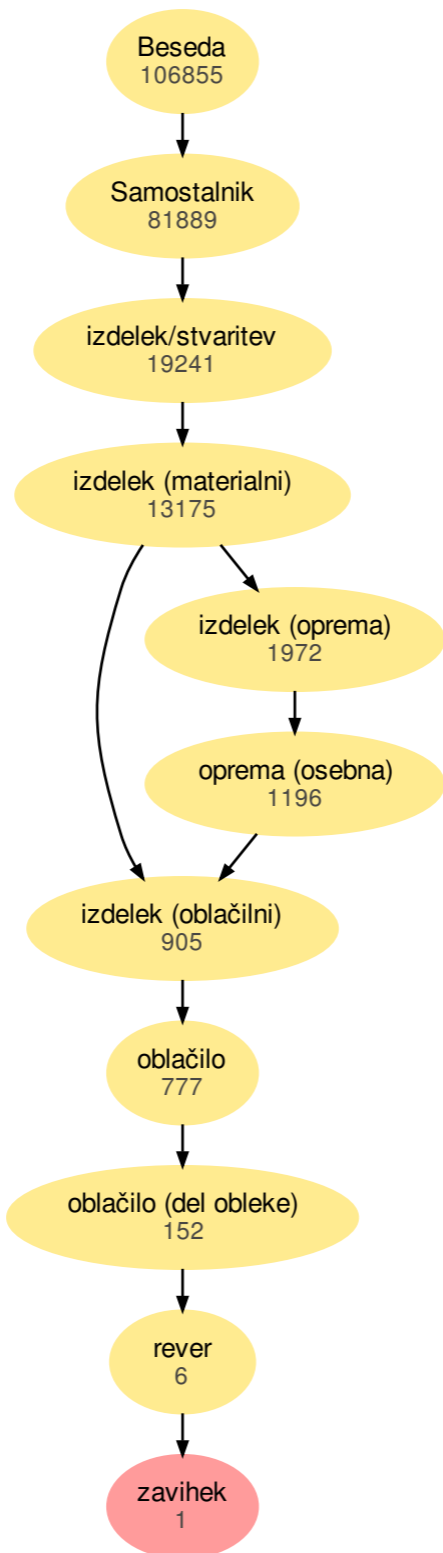 Beseda
106855
Samostalnik
81889
izdelek/stvaritev
19241
izdelek (materialni)
13175
izdelek (oprema)
1972
oprema (osebna)
1196
izdelek (oblačilni)
905
oblačilo
777
oblačilo (del obleke)
152
rever
6
zavihek
1